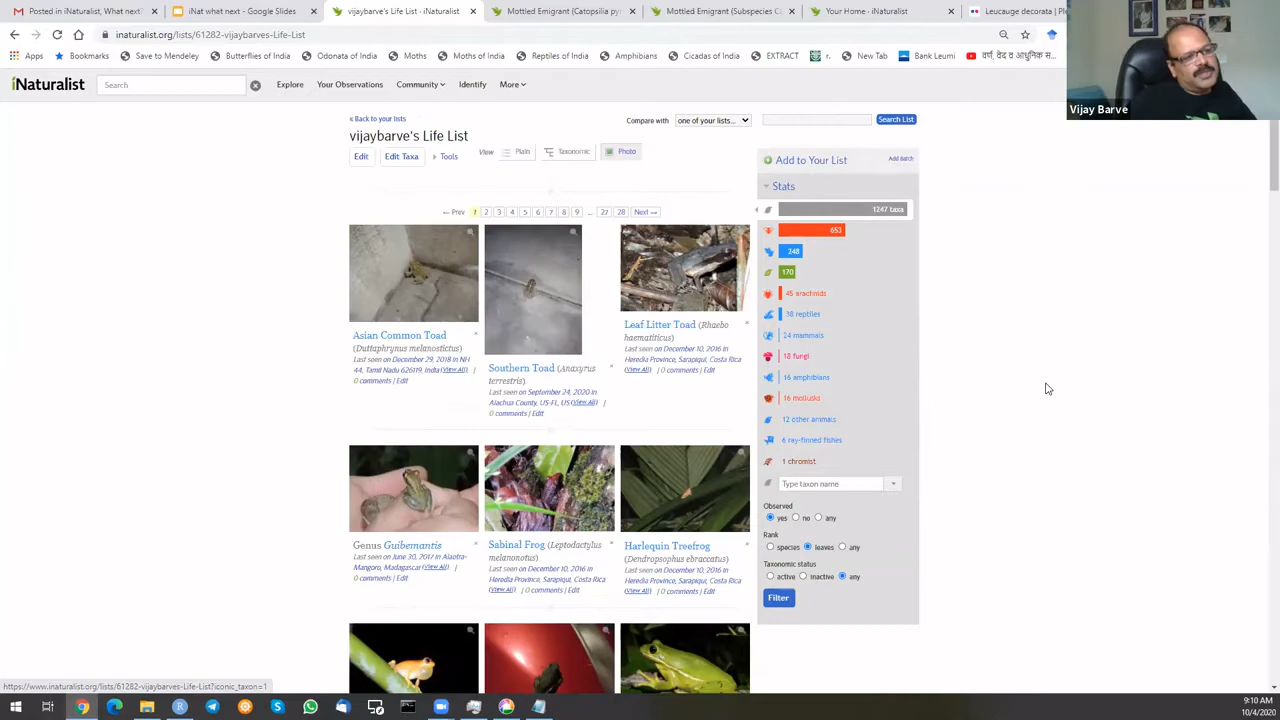 Posted in iNaturalist, What next? ×
iNat what next - Google Slides ×
vijaybarve's Life List · iNaturalist ×
Mottled Emigrant (Catopsilia py ×
Mottled Emigrant (Subspecies C ×
Your Home · iNaturalist ×
Leucauge decorata | P
inaturalist.org/lists/61282-vijaybarves-Life-List
Apps
Bookmarks
Save to Mendeley
Butterflies of India
Odonata of India
Moths
Moths of India
Reptiles of India
Amphibians
Cicadas of India
EXTRACT
r.
New Tab
Bank Leumi
Vijay Barve
iNaturalist
Search
Explore
Your Observations
Community
Identify
More
« Back to your lists
Compare with
one of your lists...
Search List
vijaybarve's Life List
Edit
Edit Taxa
Tools
View
Plain
Taxonomic
Photo
← Prev 1 2 3 4 5 6 7 8 9 ... 27 28 Next →
Asian Common Toad
(Duttaphrynus melanostictus)
Last seen on December 29, 2018 in NH
44, Tamil Nadu 626119, India (View All) |
0 comments | Edit
Southern Toad (Anaxyrus
terrestris)
Last seen on September 24, 2020 in
Alachua County, US-FL, US (View All) |
0 comments | Edit
Leaf Litter Toad (Rhaebo
haematiticus)
Last seen on December 10, 2016 in
Heredia Province, Sarapiquí, Costa Rica
(View All) | 0 comments | Edit
Genus Guibemantis
Last seen on June 30, 2017 in Alaotra-
Mangoro, Madagascar (View All) |
0 comments | Edit
Sabinal Frog (Leptodactylus
melanonotus)
Last seen on December 10, 2016 in
Heredia Province, Sarapiquí, Costa Rica
(View All) | 0 comments | Edit
Harlequin Treefrog
(Dendropsophus ebraccatus)
Last seen on December 10, 2016 in
Heredia Province, Sarapiquí, Costa Rica
(View All) | 0 comments | Edit
Add to Your List
Add Batch
Stats
1247 taxa
653
248
170
45 arachnids
38 reptiles
24 mammals
18 fungi
16 amphibians
16 mollusks
12 other animals
6 ray-finned fishes
1 chromist
Type taxon name
Observed
yes no any
Rank
species leaves any
Taxonomic status
active inactive any
Filter
https://www.inaturalist.org/lists/61282-vijaybarves-Life-List?iconic_taxon=1
9:10 AM
10/4/2020